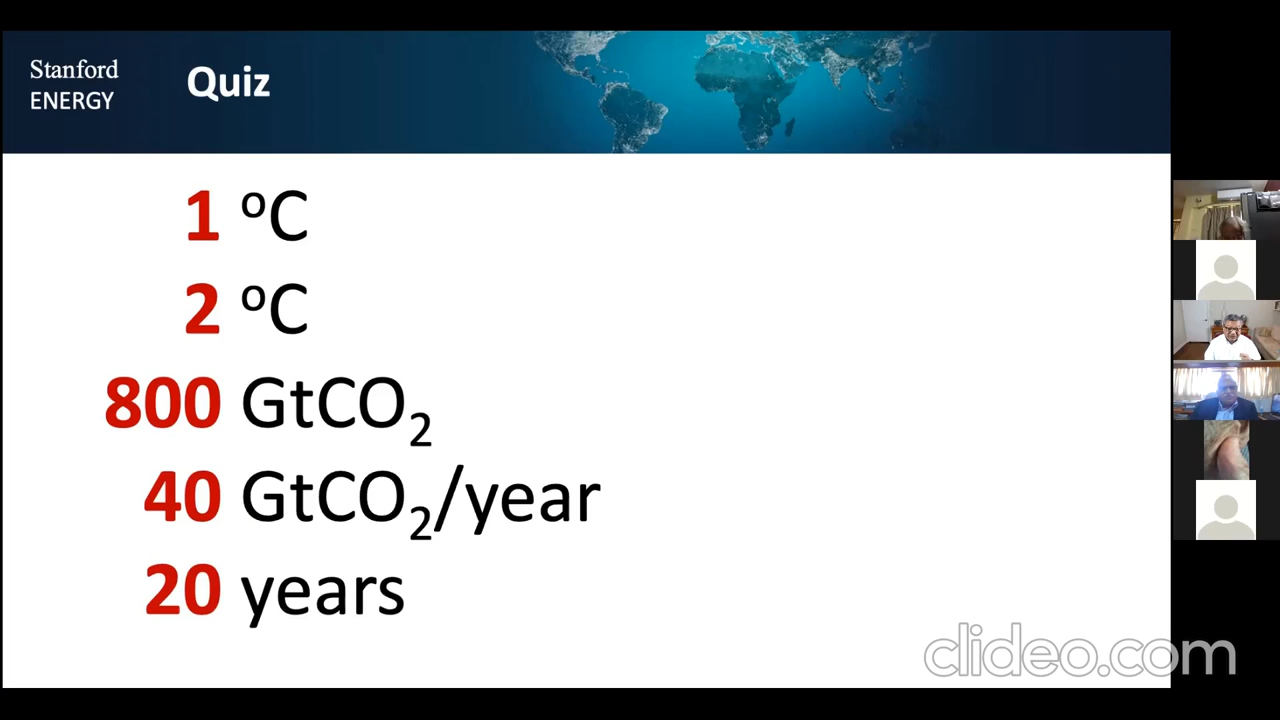 Stanford
ENERGY
Quiz
1 ºC
2 ºC
800 GtCO₂
40 GtCO₂/year
20 years
clideo.com